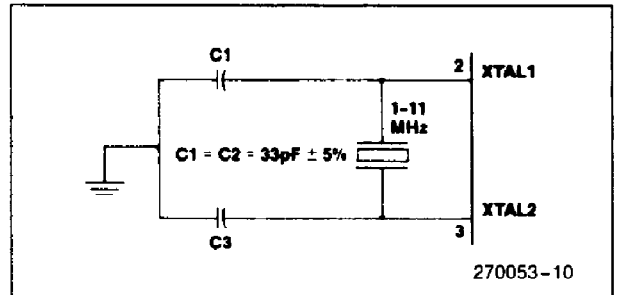 C1
2 XTAL1
1-11
MHz
C1 = C2 = 33pF ± 5%
XTAL2
3
C3
270053-10